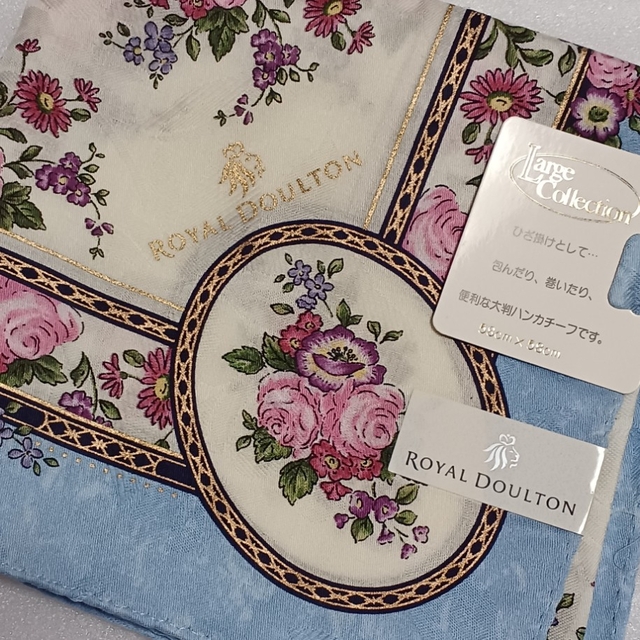 ROYAL DOULTON
Large
Collection
ひざ掛けとして…
包んだり、巻いたり、
便利な大判ハンカチーフです。
58cm×58cm
ROYAL DOULTON